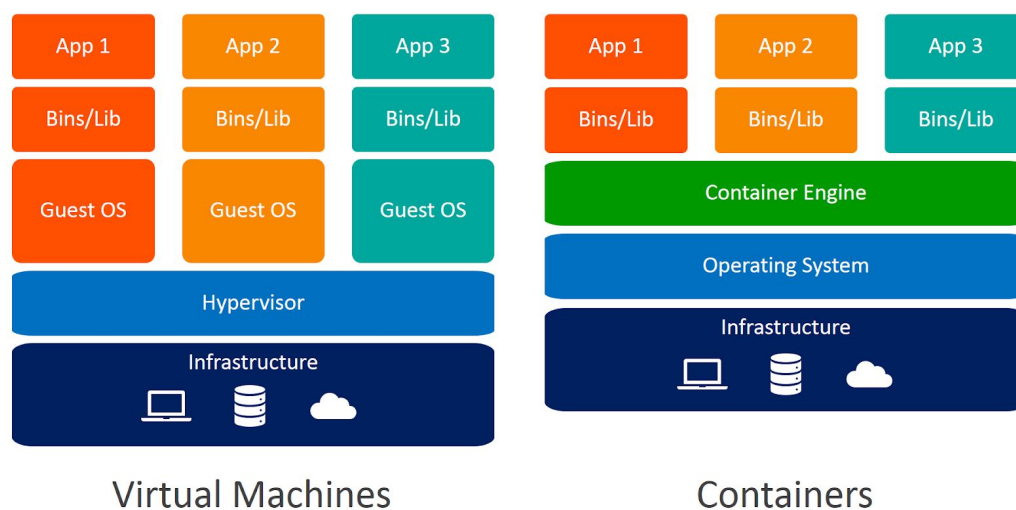 App 1
App 2
App 3
Bins/Lib
Bins/Lib
Bins/Lib
Guest OS
Guest OS
Guest OS
Hypervisor
Infrastructure
Virtual Machines
App 1
App 2
App 3
Bins/Lib
Bins/Lib
Bins/Lib
Container Engine
Operating System
Infrastructure
Containers